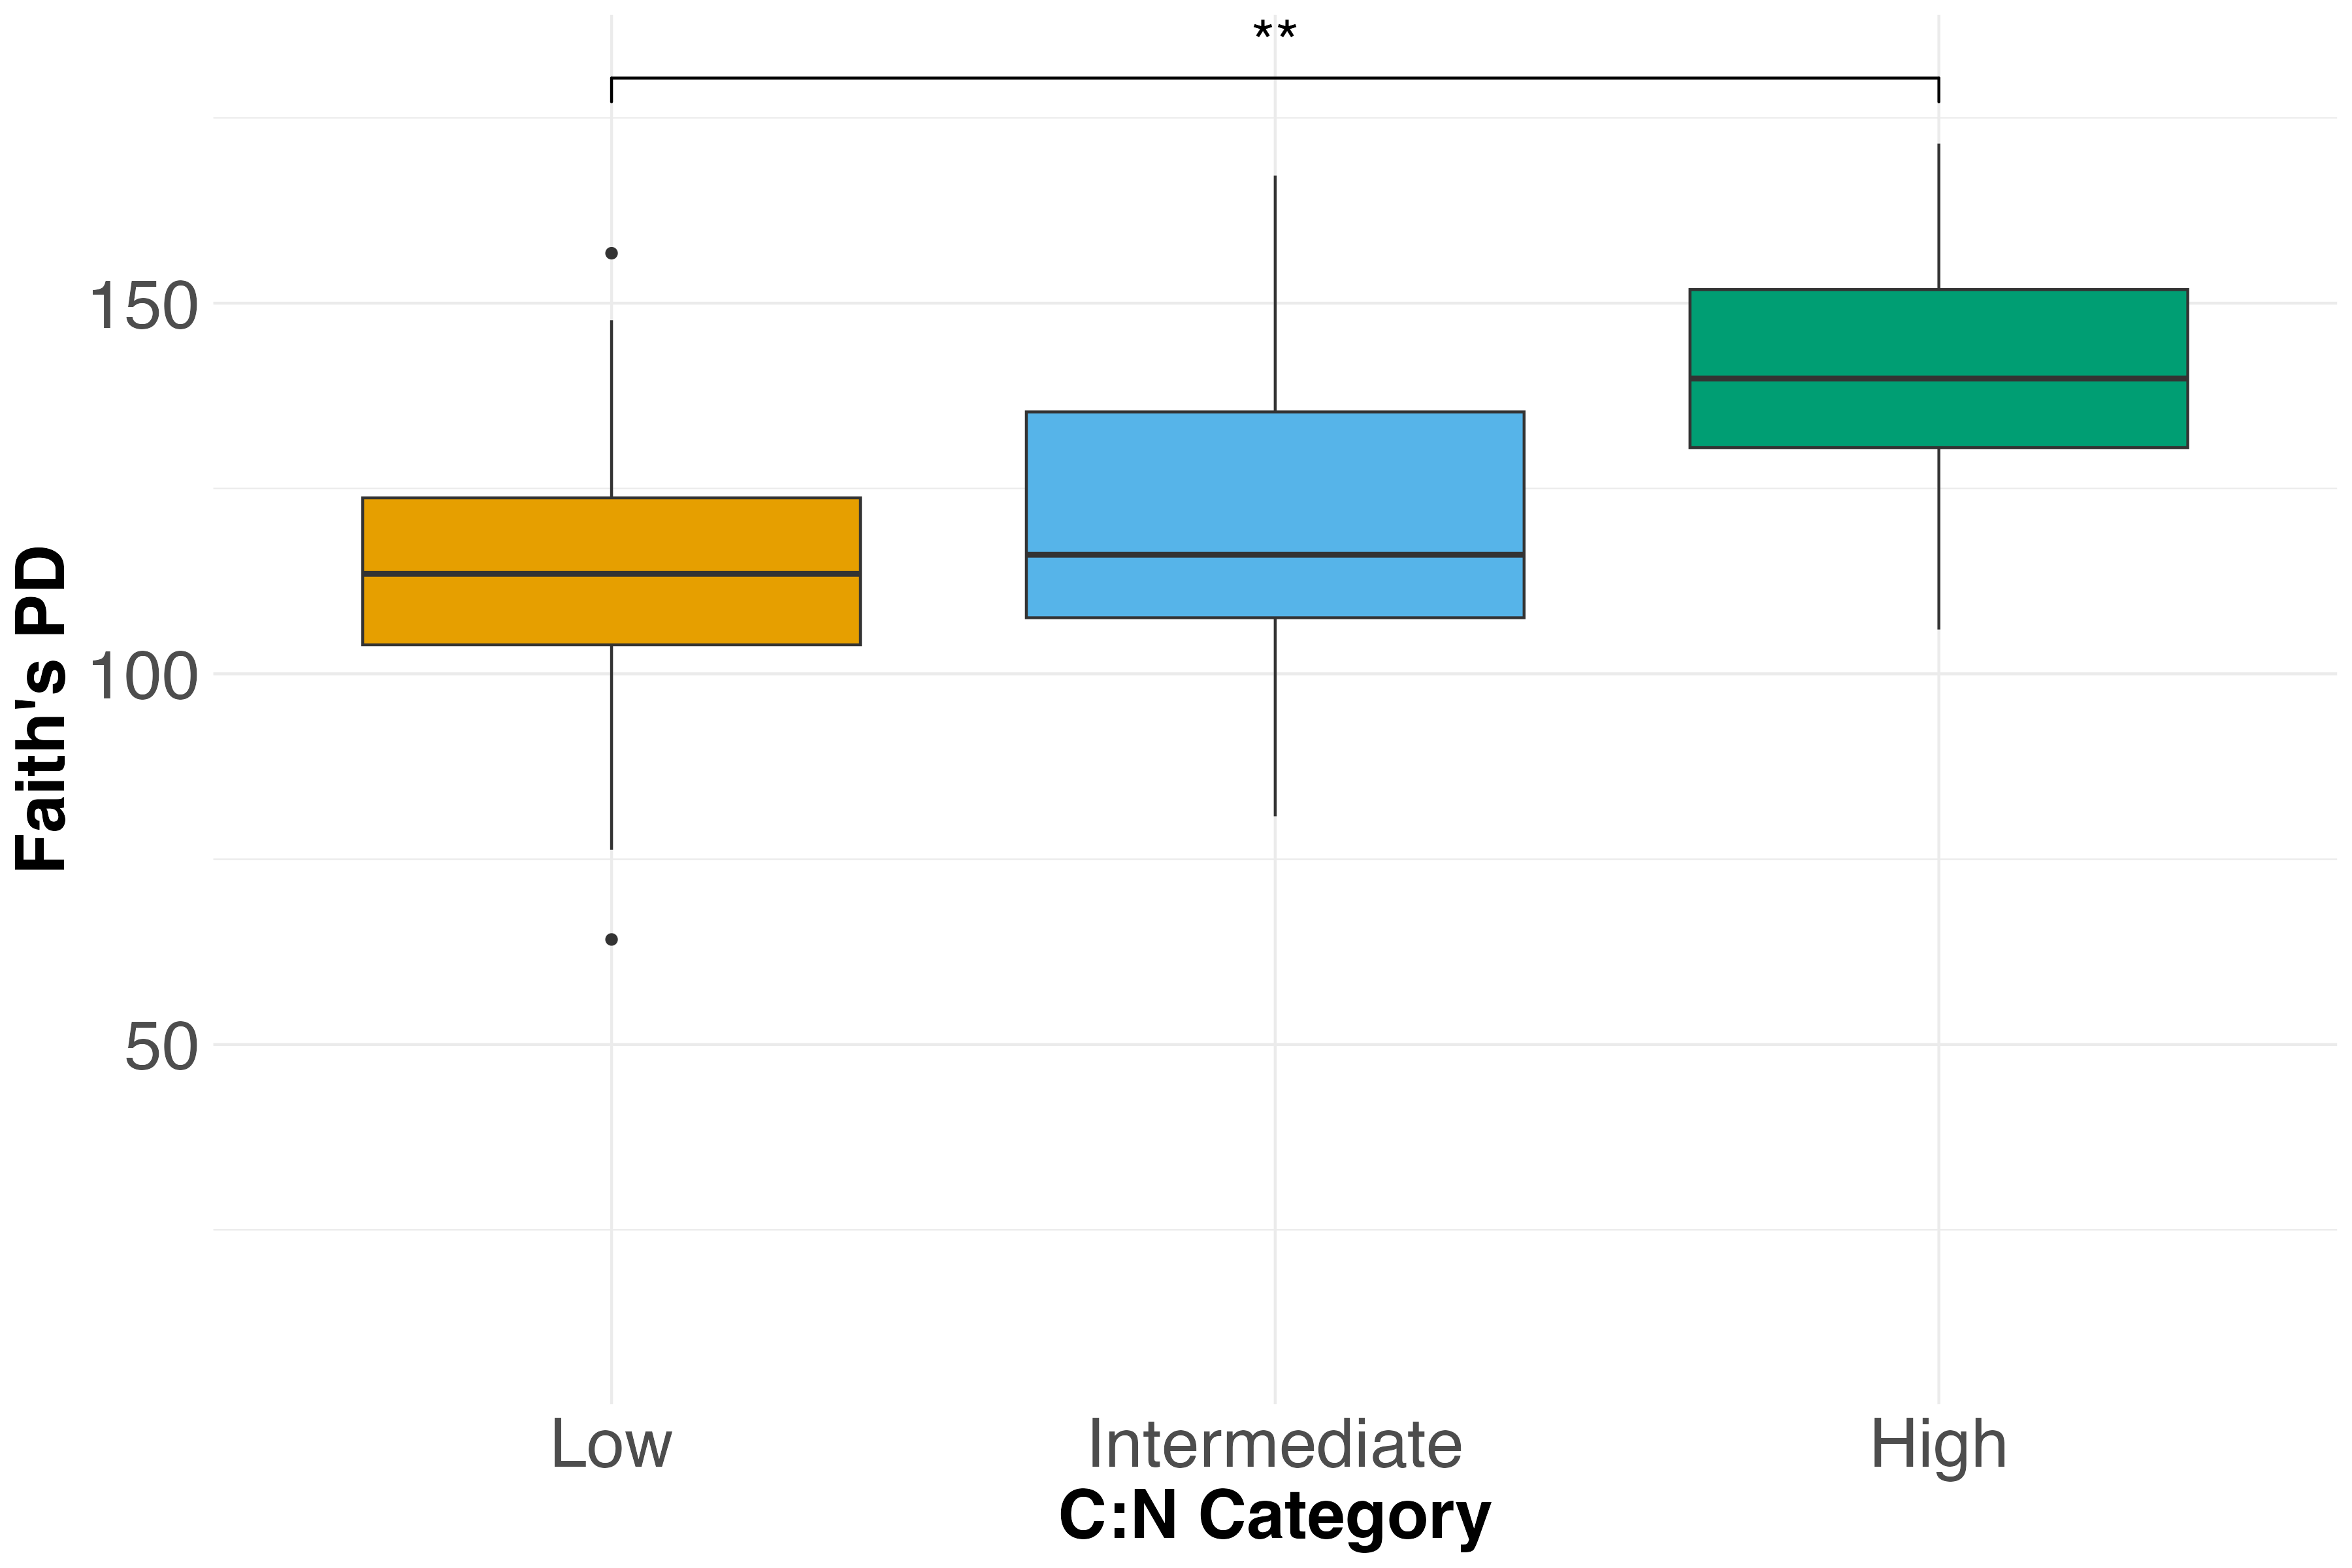 **
150
100
50
Faith's PD
Low Intermediate High
C:N Category